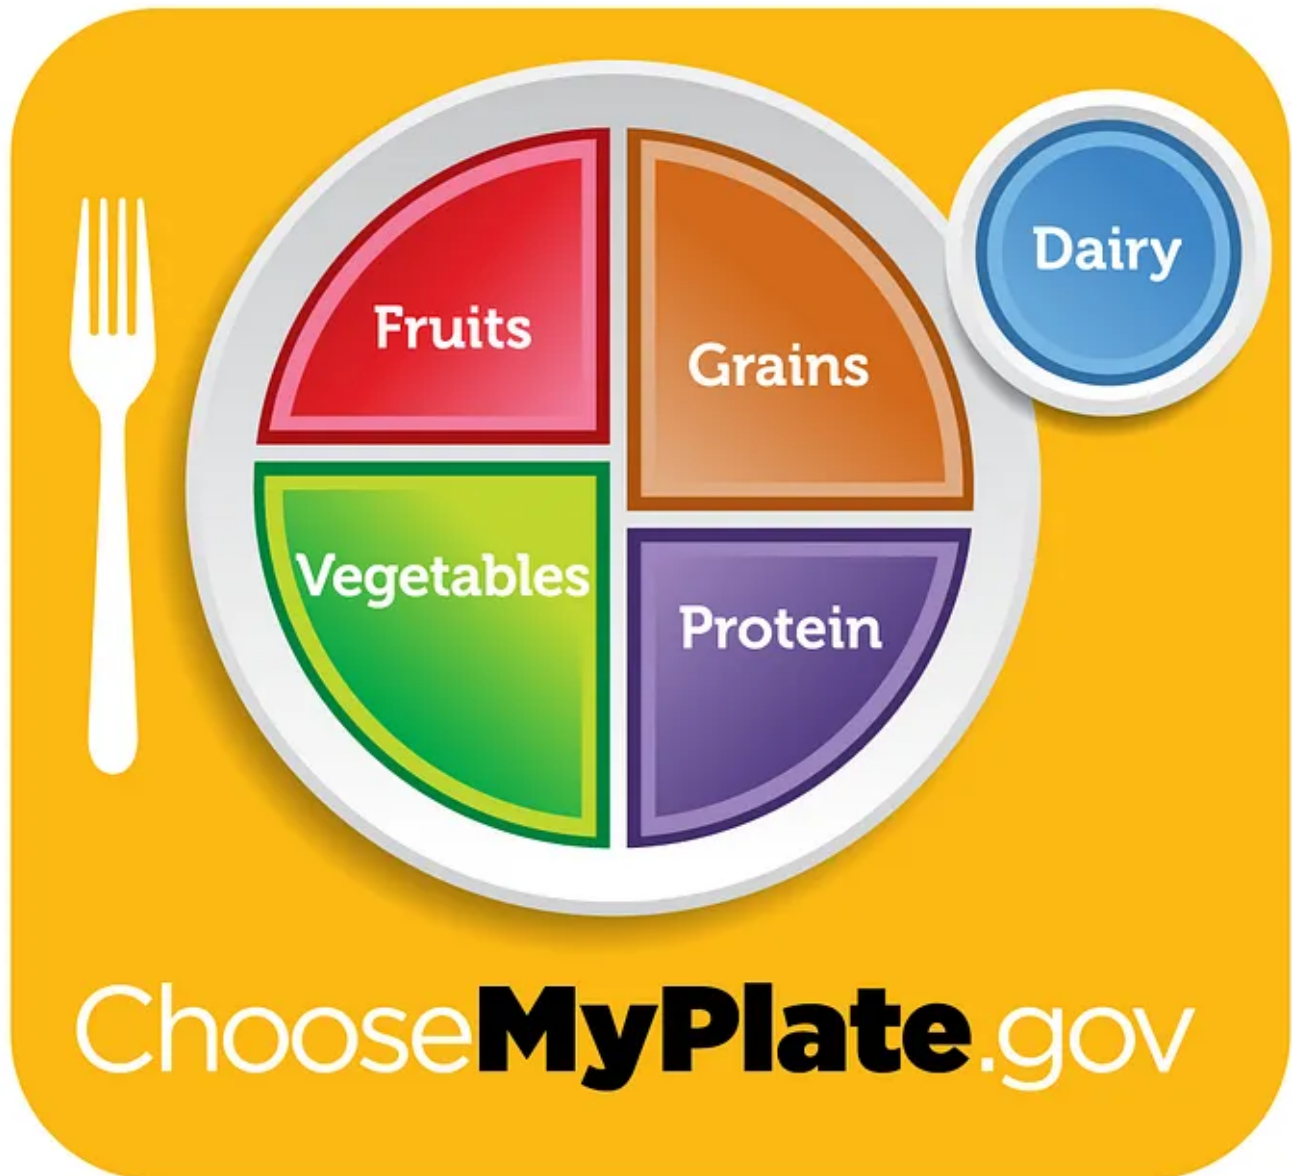 Fruits
Grains
Dairy
Vegetables
Protein
ChooseMyPlate.gov